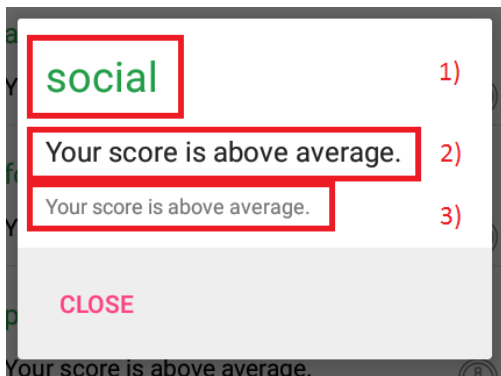 social 1)
Your score is above average. 2)
Your score is above average. 3)
CLOSE
Your score is above average. 8